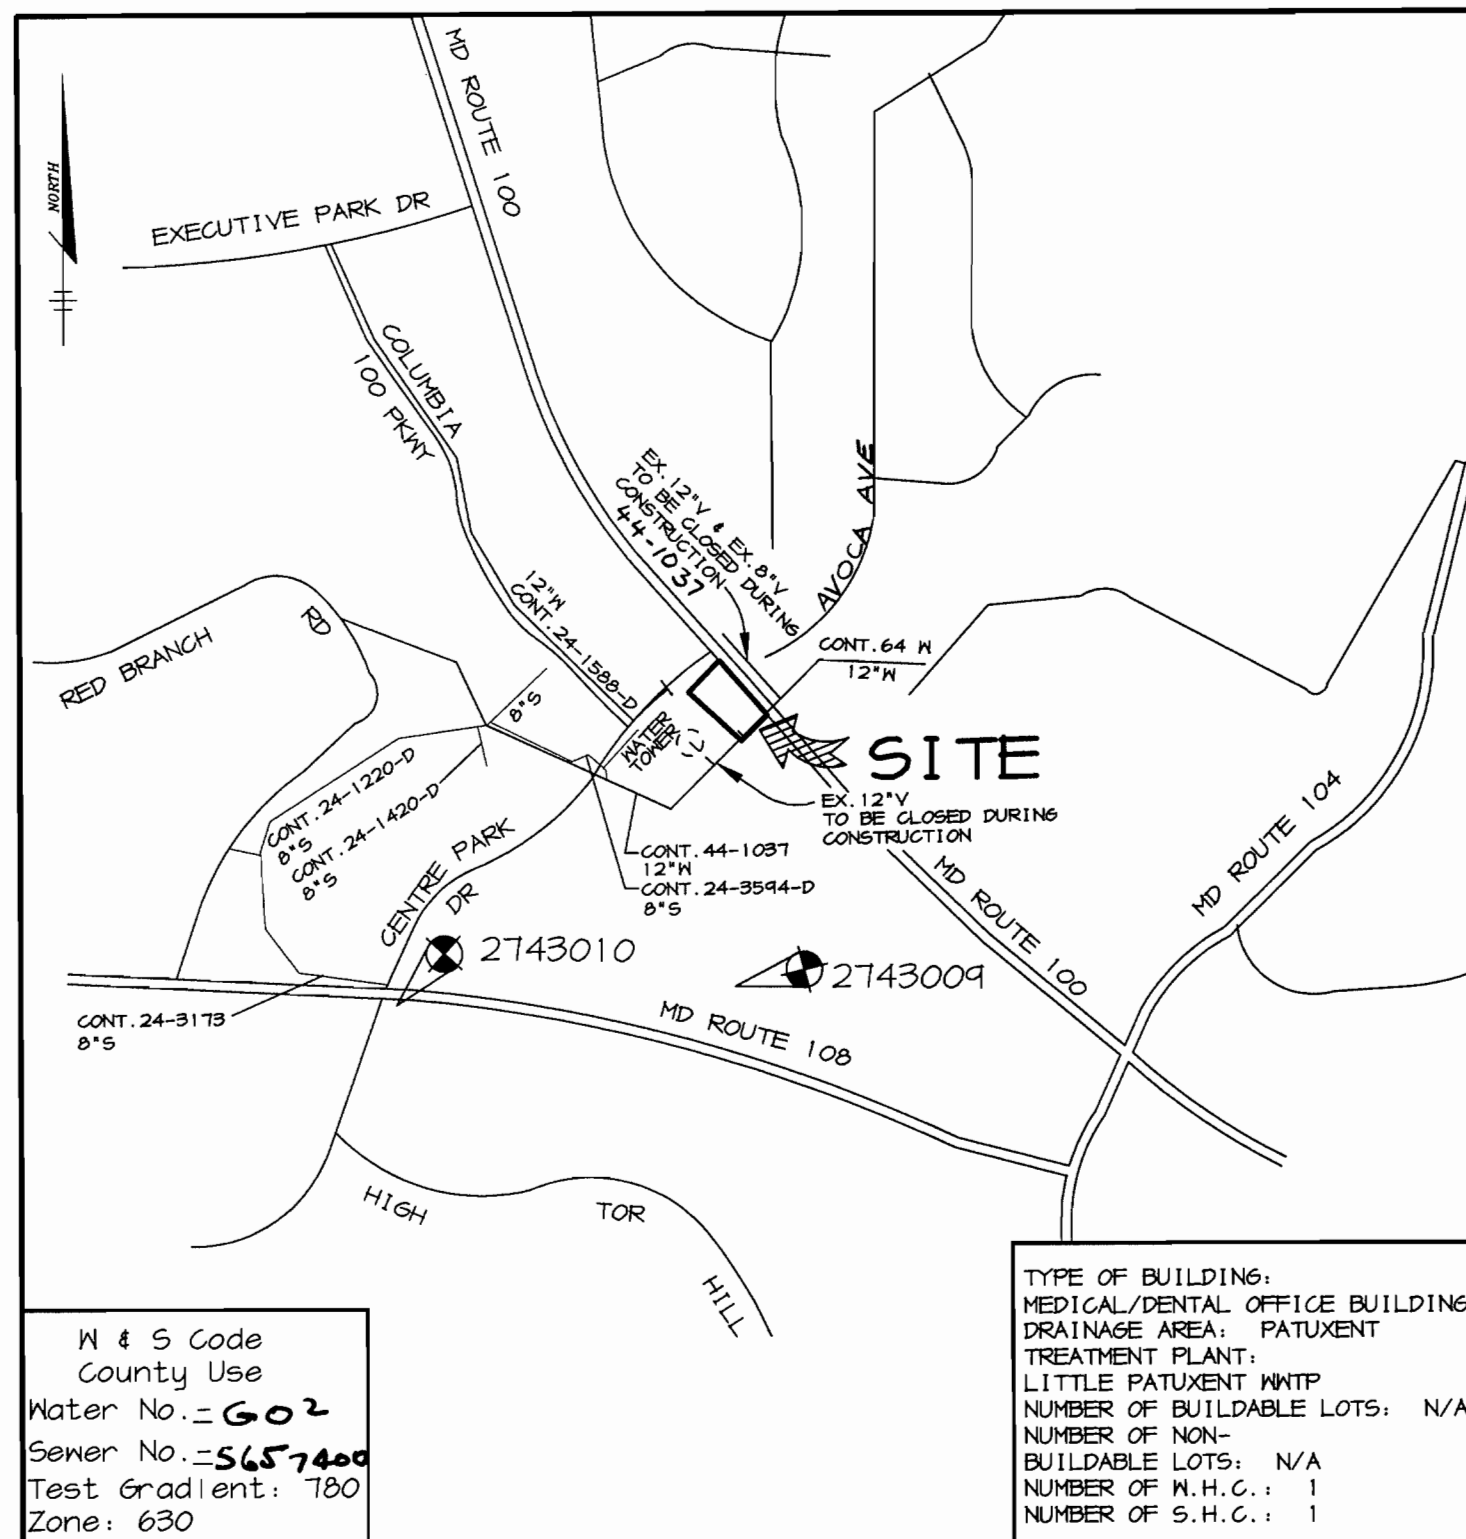 MD ROUTE 100
NORTH
EXECUTIVE PARK DR
COLUMBIA
100 PKWY
EX. 12"V & EX. 8"V
TO BE CLOSED DURING
CONSTRUCTION
44-1037
AVOCA AVE
12"W
CONT. 24-1588-D
RED BRANCH RD
8"S
WATER
TOWER
CONT. 64 W
12"W
SITE
EX. 12"V
TO BE CLOSED DURING
CONSTRUCTION
CONT. 24-1220-D
8"S
CONT. 24-1420-D
8"S
CONT. 44-1037
12"W
CONT. 24-3594-D
8"S
CENTRE PARK
DR
MD ROUTE 104
MD ROUTE 100
2743010
2743009
CONT. 24-3173
8"S
MD ROUTE 108
HIGH TOR HILL
W & S Code
County Use
Water No. = G02
Sewer No. = 5657400
Test Gradient: 780
Zone: 630
TYPE OF BUILDING:
MEDICAL/DENTAL OFFICE BUILDING
DRAINAGE AREA: PATUXENT
TREATMENT PLANT:
LITTLE PATUXENT WWTP
NUMBER OF BUILDABLE LOTS: N/A
NUMBER OF NON-
BUILDABLE LOTS: N/A
NUMBER OF W.H.C.: 1
NUMBER OF S.H.C.: 1